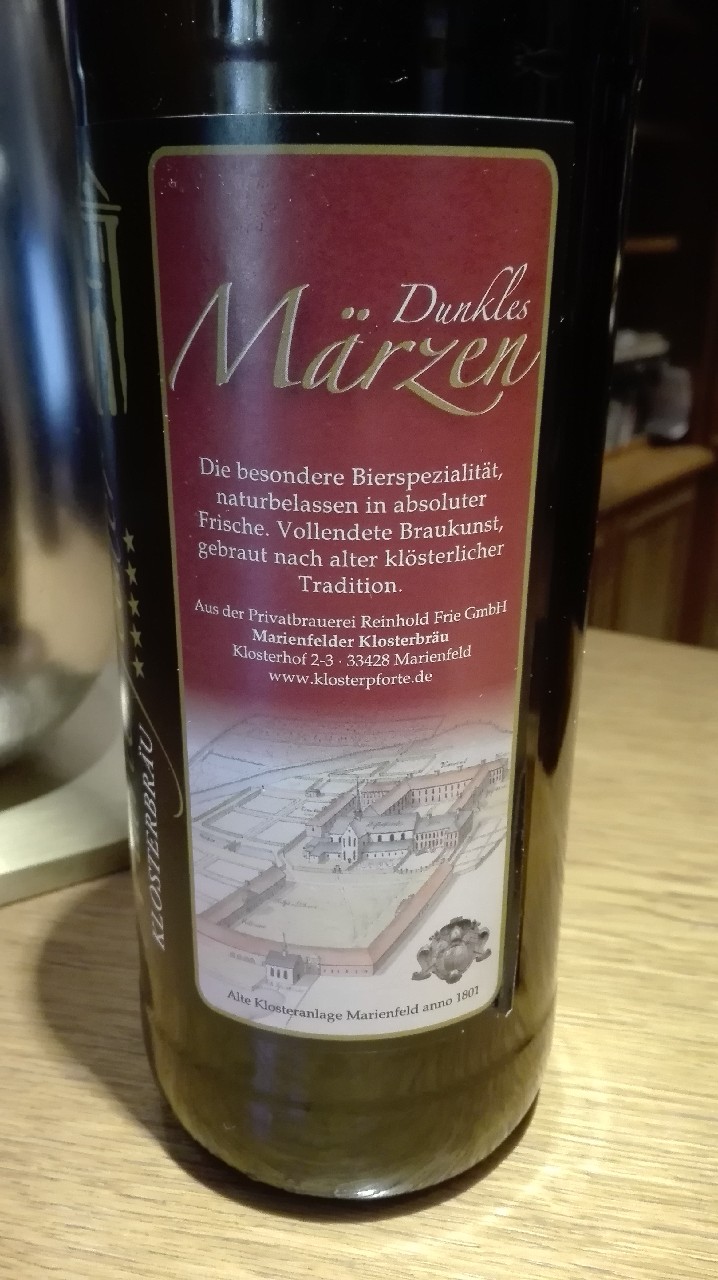 Dunkles
Märzen
Die besondere Bierspezialität,
naturbelassen in absoluter
Frische. Vollendete Braukunst,
gebraut nach alter klösterlicher
Tradition.
Aus der Privatbrauerei Reinhold Frie GmbH
Marienfelder Klosterbräu
Klosterhof 2-3 · 33428 Marienfeld
www.klosterpforte.de
Alte Klosteranlage Marienfeld anno 1801
KLOSTERBRÄU